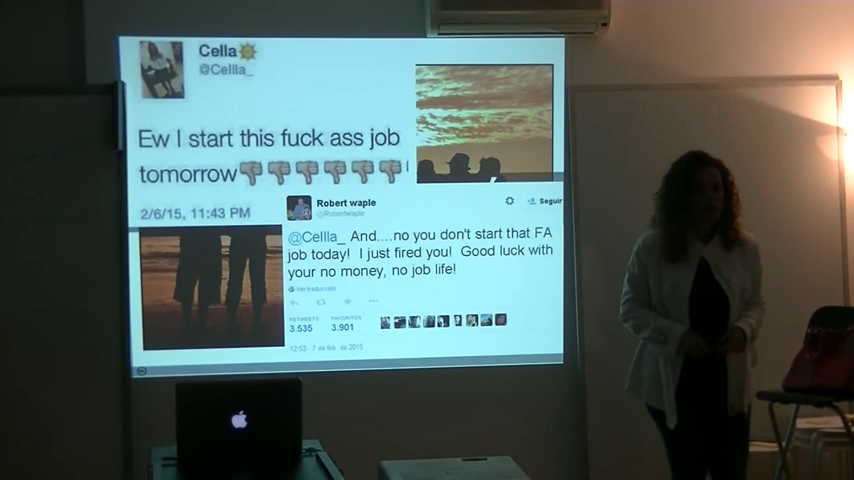 Cella
@Cellla_
Ew I start this fuck ass job
tomorrow
2/6/15, 11:43 PM
Robert waple
@Robertwaple
Seguir
@Cellla_ And....no you don't start that FA
job today! I just fired you! Good luck with
your no money, no job life!
Ver traducción
RETWEETS FAVORITOS
3.535 3.901
12:53 - 7 de feb. de 2015